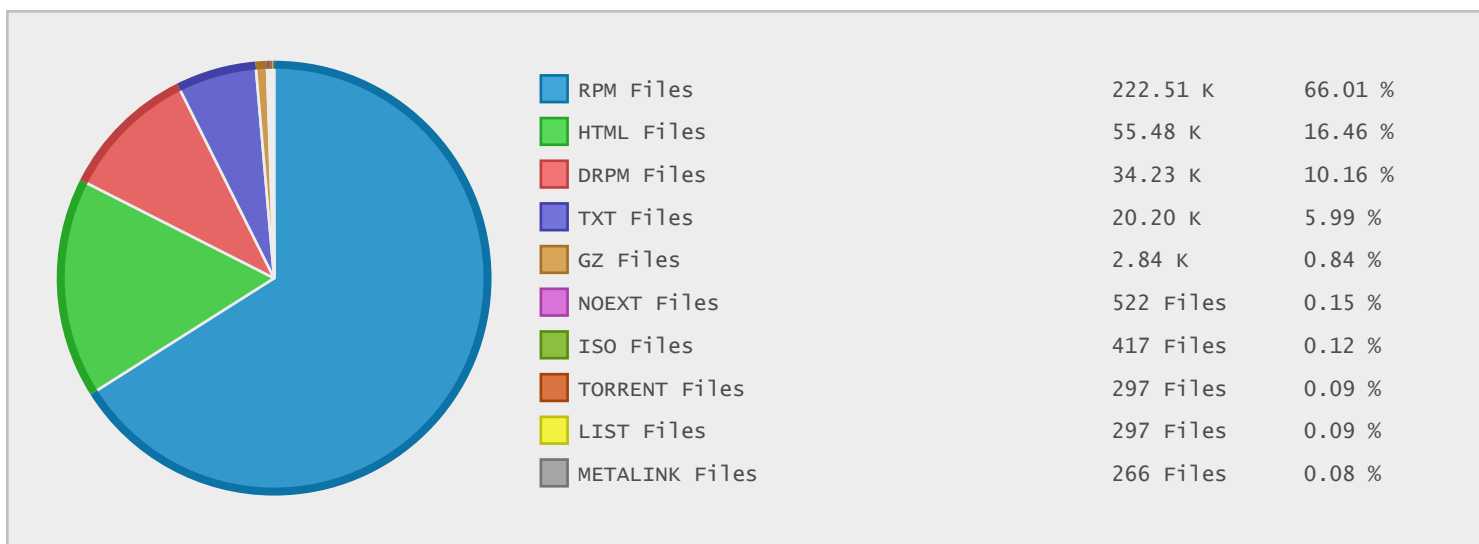 RPM Files 222.51 K 66.01 %
HTML Files 55.48 K 16.46 %
DRPM Files 34.23 K 10.16 %
TXT Files 20.20 K 5.99 %
GZ Files 2.84 K 0.84 %
NOEXT Files 522 Files 0.15 %
ISO Files 417 Files 0.12 %
TORRENT Files 297 Files 0.09 %
LIST Files 297 Files 0.09 %
METALINK Files 266 Files 0.08 %